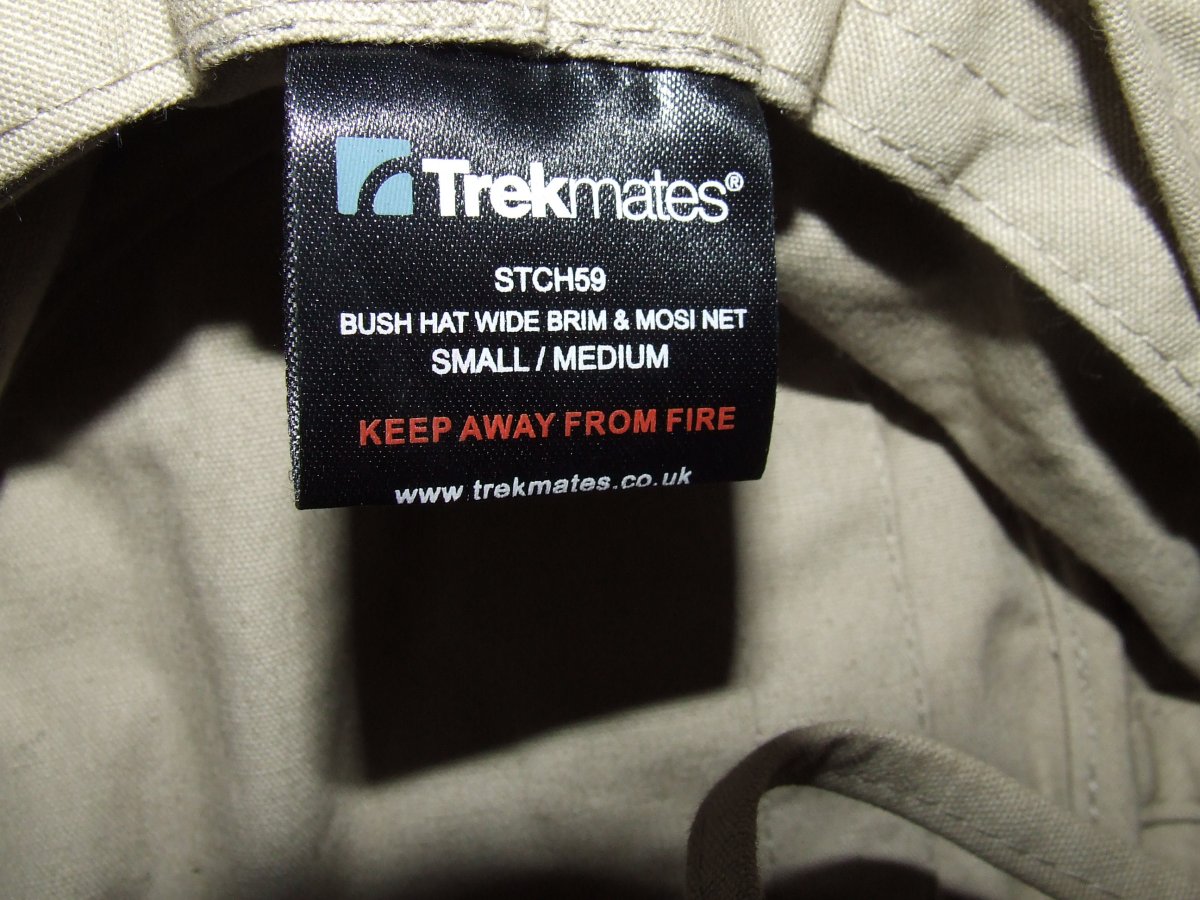 Trekmates®
STCH59
BUSH HAT WIDE BRIM & MOSI NET
SMALL / MEDIUM
KEEP AWAY FROM FIRE
www.trekmates.co.uk